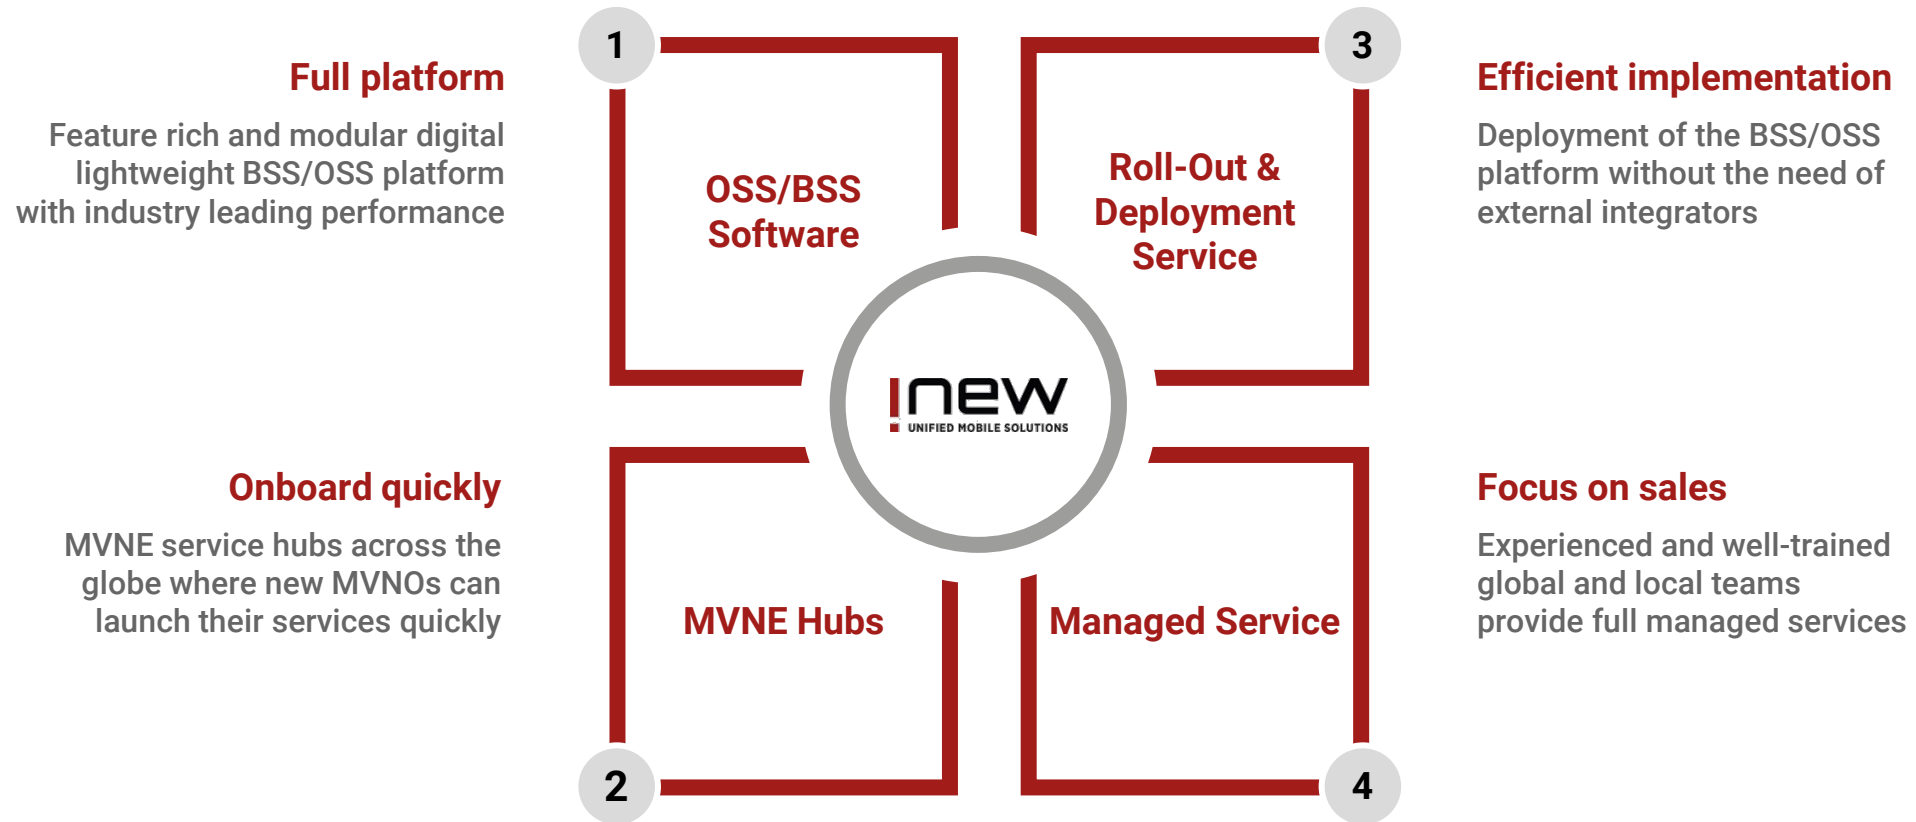 1
Full platform
Feature rich and modular digital
lightweight BSS/OSS platform
with industry leading performance
OSS/BSS
Software
2
Onboard quickly
MVNE service hubs across the
globe where new MVNOs can
launch their services quickly
MVNE Hubs
new
UNIFIED MOBILE SOLUTIONS
3
Roll-Out &
Deployment
Service
Efficient implementation
Deployment of the BSS/OSS
platform without the need of
external integrators
4
Managed Service
Focus on sales
Experienced and well-trained
global and local teams
provide full managed services